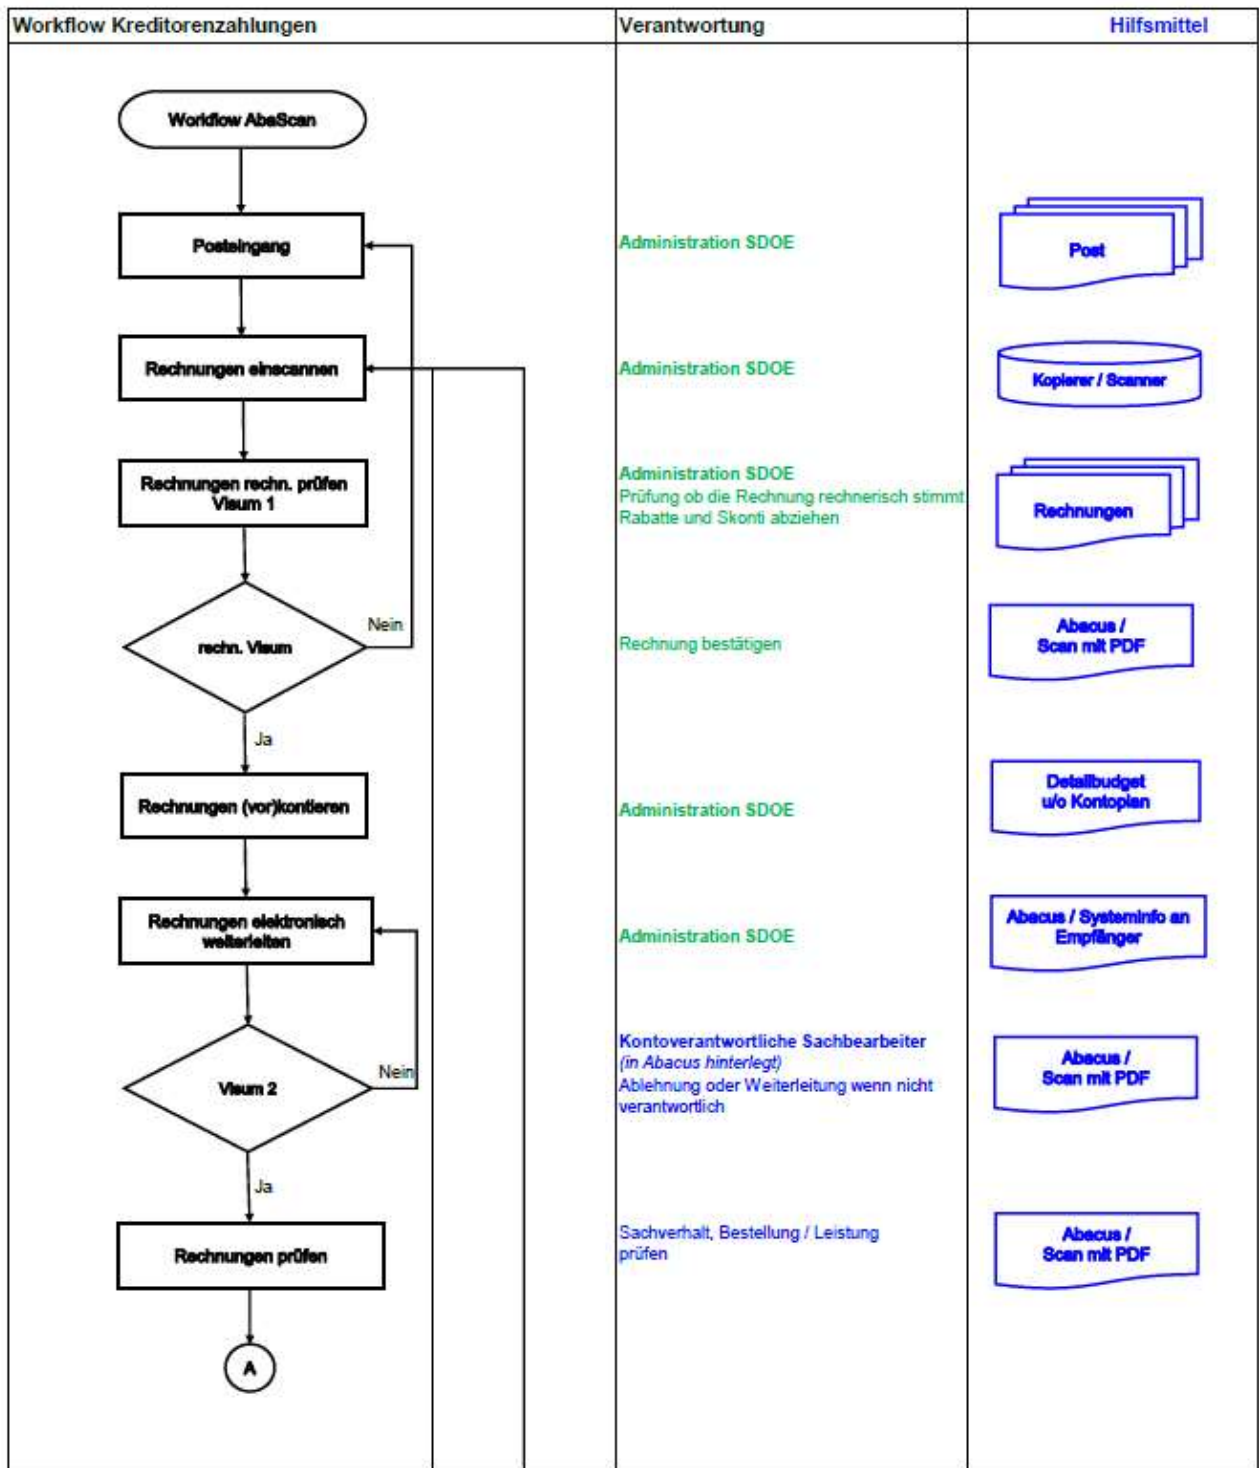 Workflow Kreditorenzahlungen
Verantwortung
Hilfsmittel
Workflow AbaScan
Posteingang
Administration SDOE
Post
Rechnungen einscannen
Administration SDOE
Kopierer / Scanner
Rechnungen rechn. prüfen
Visum 1
Administration SDOE
Prüfung ob die Rechnung rechnerisch stimmt
Rabatte und Skonti abziehen
Rechnungen
rechn. Visum
Nein
Rechnung bestätigen
Abacus /
Scan mit PDF
Ja
Rechnungen (vor)kontieren
Administration SDOE
Detailbudget
u/o Kontoplan
Rechnungen elektronisch
weiterleiten
Administration SDOE
Abacus / Systeminfo an
Empfänger
Visum 2
Nein
Kontoverantwortliche Sachbearbeiter
(in Abacus hinterlegt)
Ablehnung oder Weiterleitung wenn nicht
verantwortlich
Abacus /
Scan mit PDF
Ja
Rechnungen prüfen
Sachverhalt, Bestellung / Leistung
prüfen
Abacus /
Scan mit PDF
A